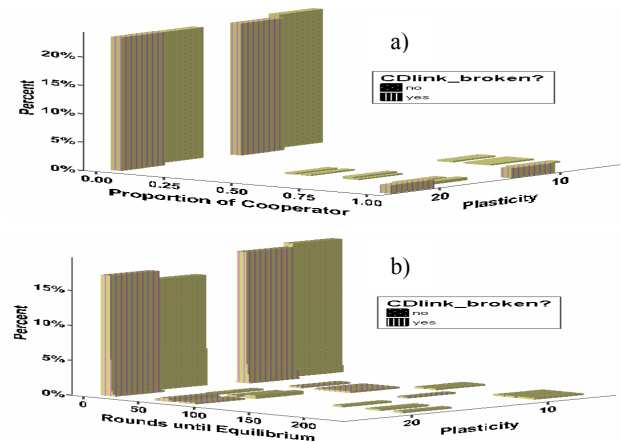 a)
20%
15%
10%
5%
0%
Percent
CDlink_broken?
no
yes
0.00
0.25
0.50
0.75
1.00
Proportion of Cooperator
20
10
Plasticity
b)
15%
10%
5%
0%
Percent
CDlink_broken?
no
yes
0
50
100
150
200
Rounds until Equilibrium
20
10
Plasticity